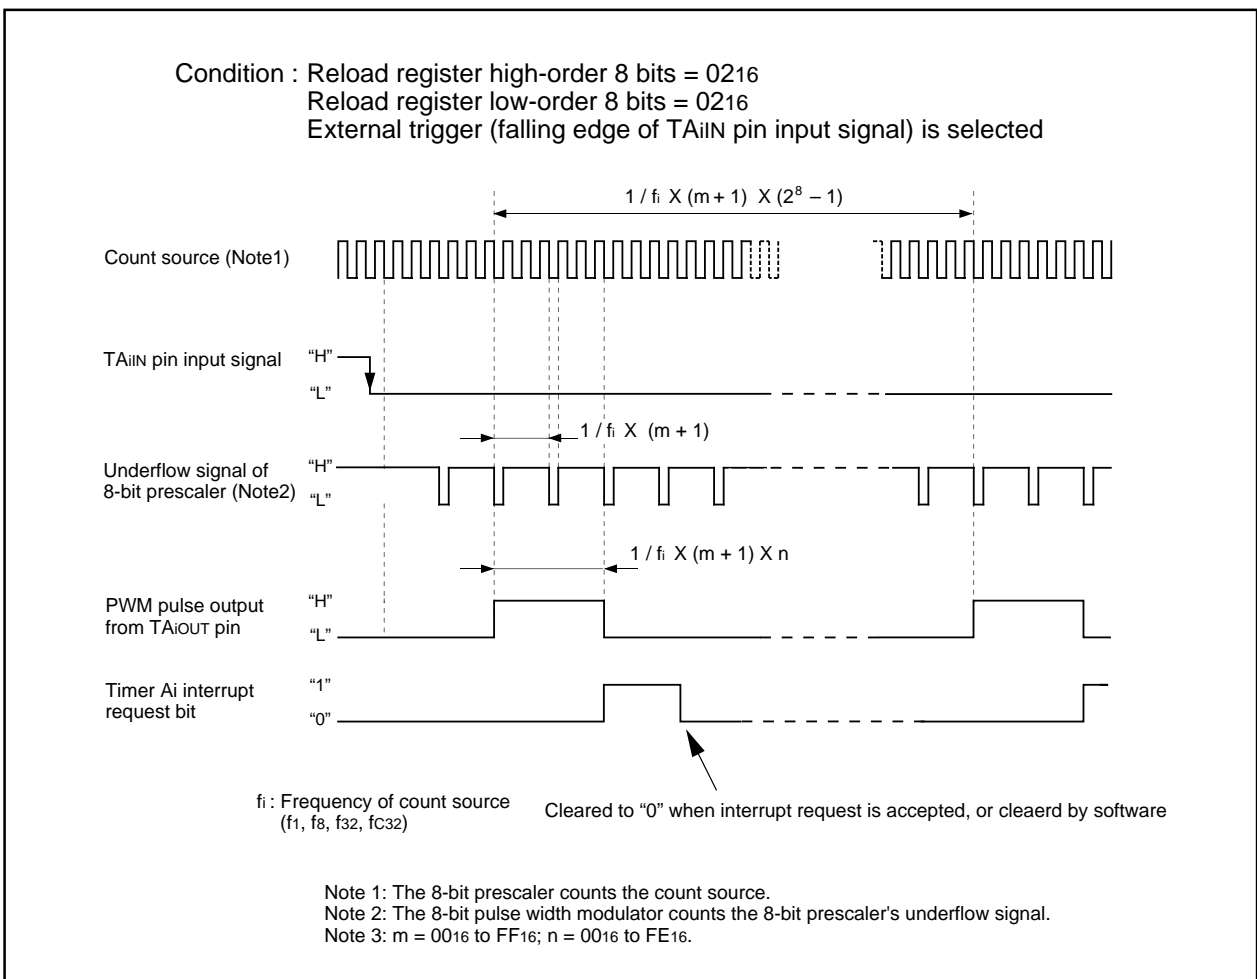 Condition : Reload register high-order 8 bits = 0216
Reload register low-order 8 bits = 0216
External trigger (falling edge of TAiIN pin input signal) is selected
1 / fi X (m + 1) X (2⁸ – 1)
Count source (Note1)
TAiIN pin input signal
“H”
“L”
1 / fi X (m + 1)
Underflow signal of
8-bit prescaler (Note2)
“H”
“L”
1 / fi X (m + 1) X n
PWM pulse output
from TAiOUT pin
“H”
“L”
Timer Ai interrupt
request bit
“1”
“0”
fi : Frequency of count source
(f1, f8, f32, fC32)
Cleared to “0” when interrupt request is accepted, or cleaerd by software
Note 1: The 8-bit prescaler counts the count source.
Note 2: The 8-bit pulse width modulator counts the 8-bit prescaler's underflow signal.
Note 3: m = 0016 to FF16; n = 0016 to FE16.